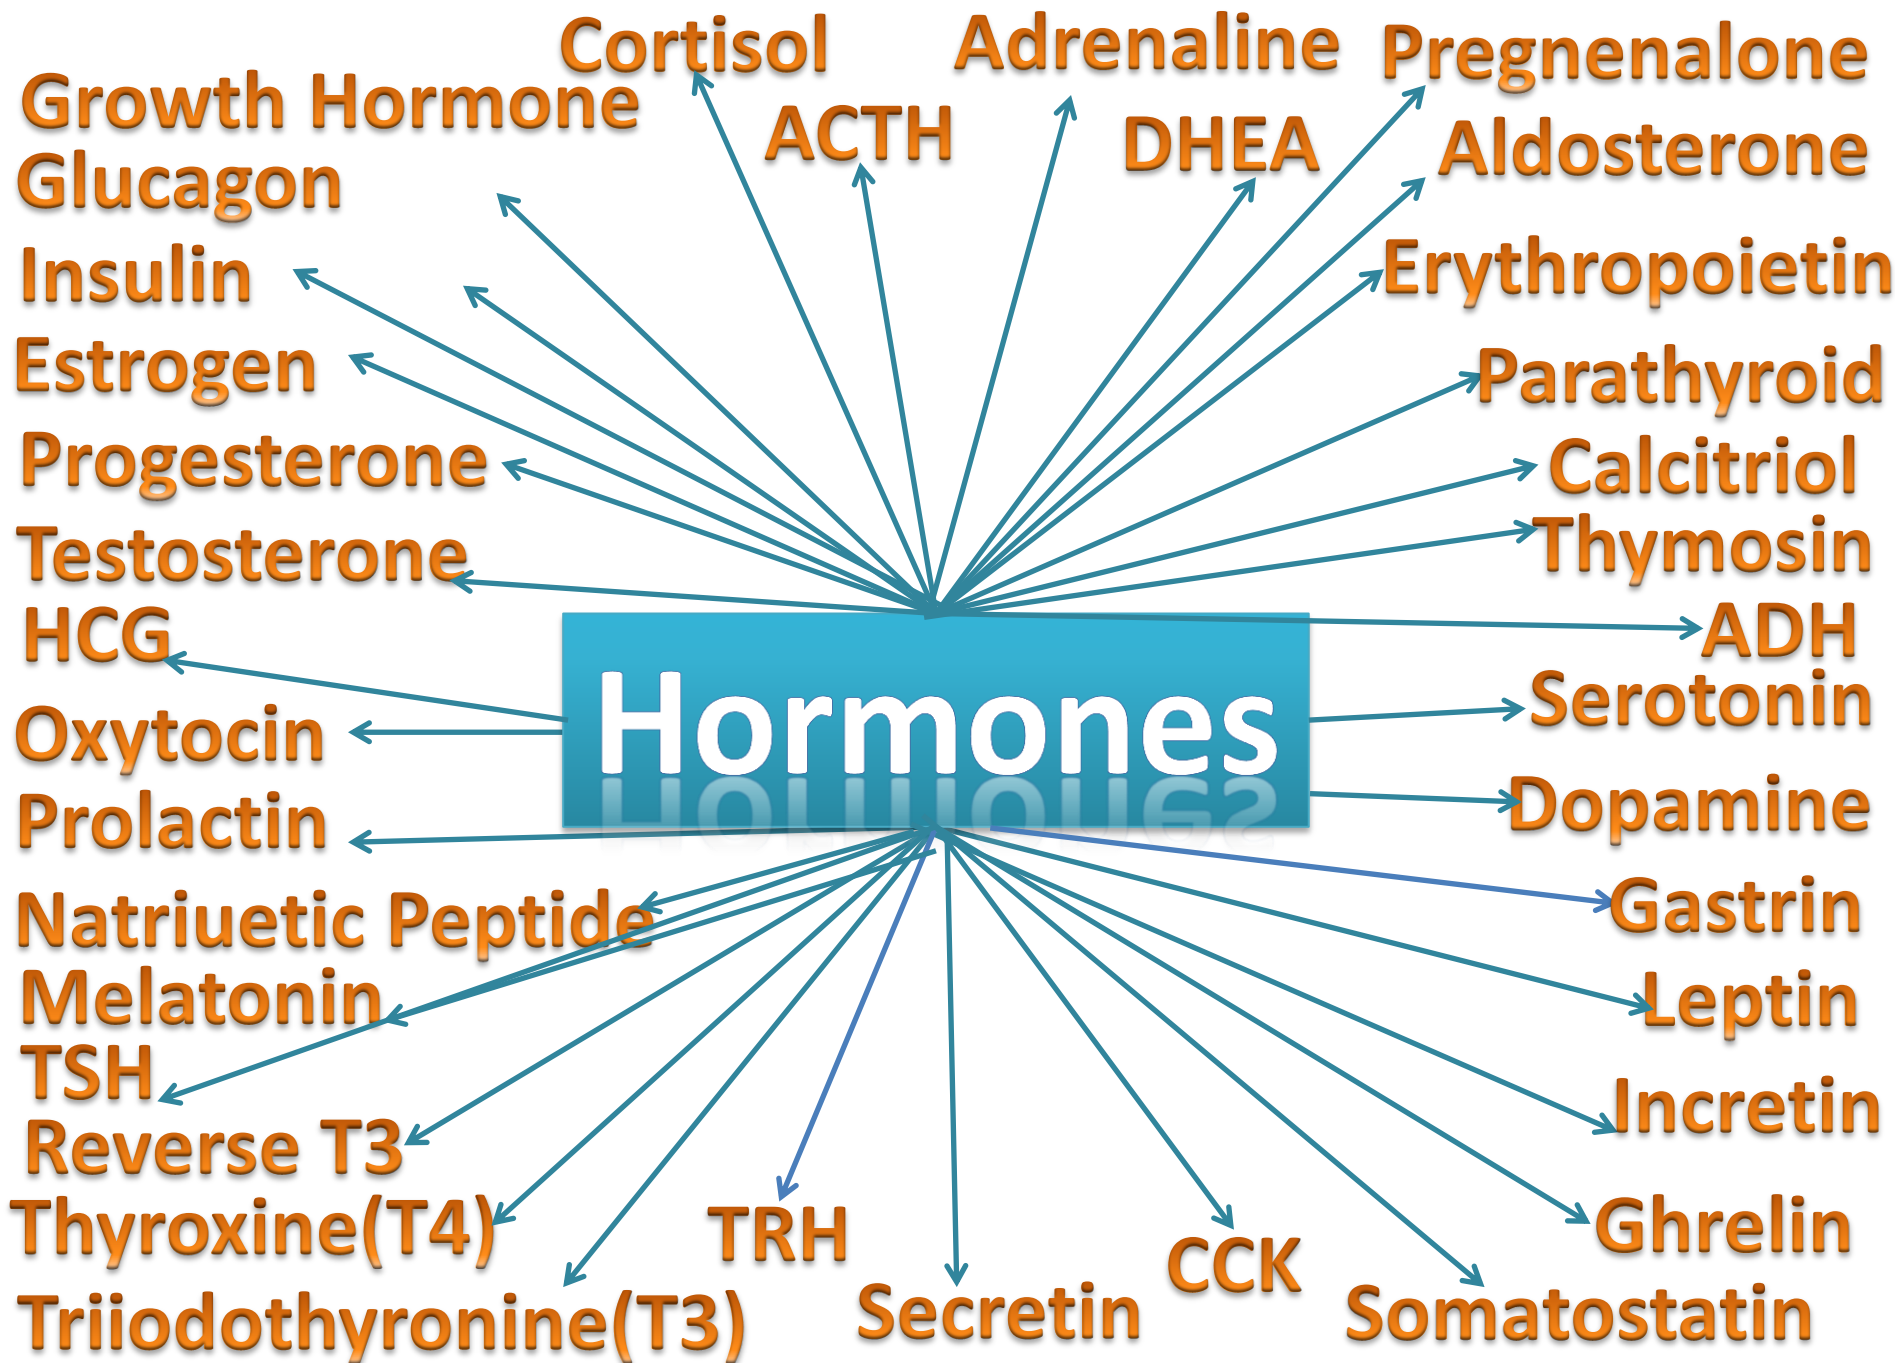 Cortisol
Adrenaline
Pregnenalone
Growth Hormone
ACTH
DHEA
Aldosterone
Glucagon
Insulin
Erythropoietin
Estrogen
Parathyroid
Progesterone
Calcitriol
Testosterone
Thymosin
HCG
ADH
Hormones
Serotonin
Oxytocin
Prolactin
Dopamine
Natriuetic Peptide
Gastrin
Melatonin
Leptin
TSH
Incretin
Reverse T3
Thyroxine(T4)
TRH
Ghrelin
CCK
Triiodothyronine(T3)
Secretin
Somatostatin